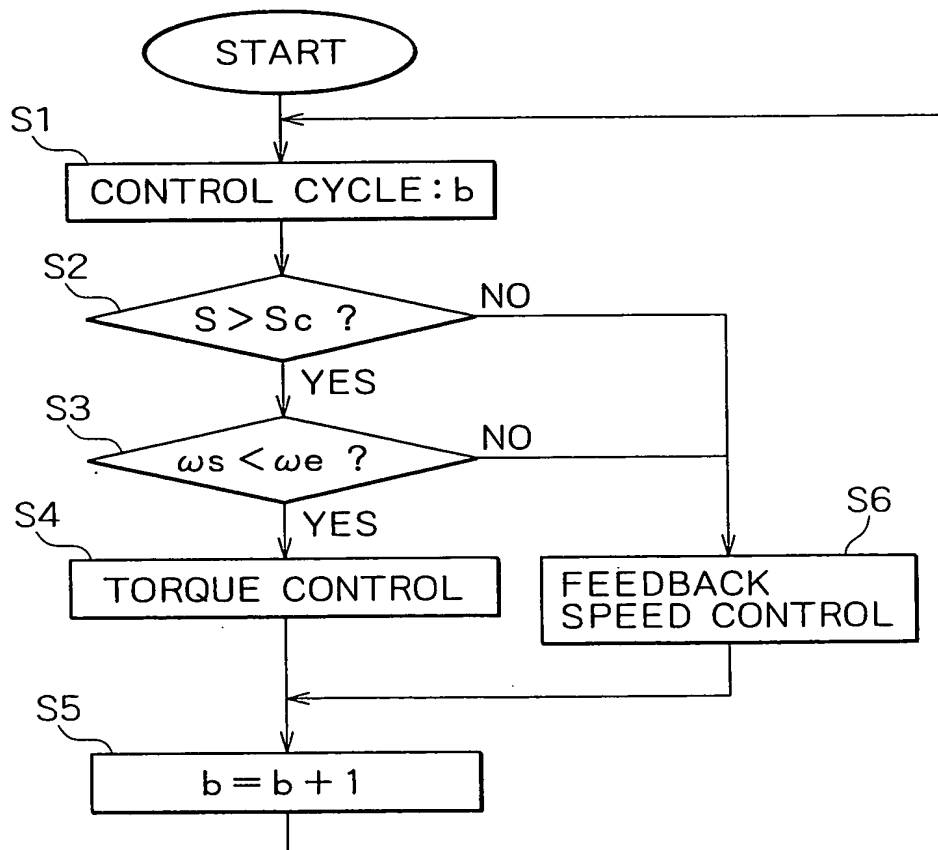 START
S1
CONTROL CYCLE: b
S2
S > Sc ?
NO
YES
S3
ωs < ωe ?
NO
YES
S4
TORQUE CONTROL
S6
FEEDBACK
SPEED CONTROL
S5
b = b + 1